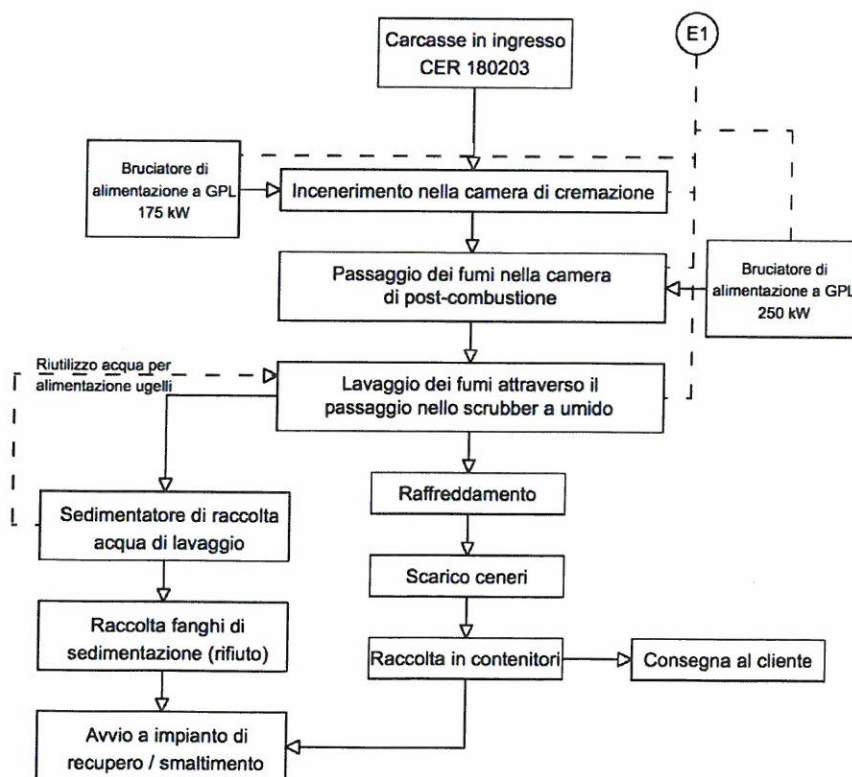 Carcasse in ingresso
CER 180203
E1
Bruciatore di
alimentazione a GPL
175 kW
Incenerimento nella camera di cremazione
Passaggio dei fumi nella camera
di post-combustione
Bruciatore di
alimentazione a GPL
250 kW
Riutilizzo acqua per
alimentazione ugelli
Lavaggio dei fumi attraverso il
passaggio nello scrubber a umido
Raffreddamento
Sedimentatore di raccolta
acqua di lavaggio
Scarico ceneri
Raccolta fanghi di
sedimentazione (rifiuto)
Raccolta in contenitori
Consegna al cliente
Avvio a impianto di
recupero / smaltimento